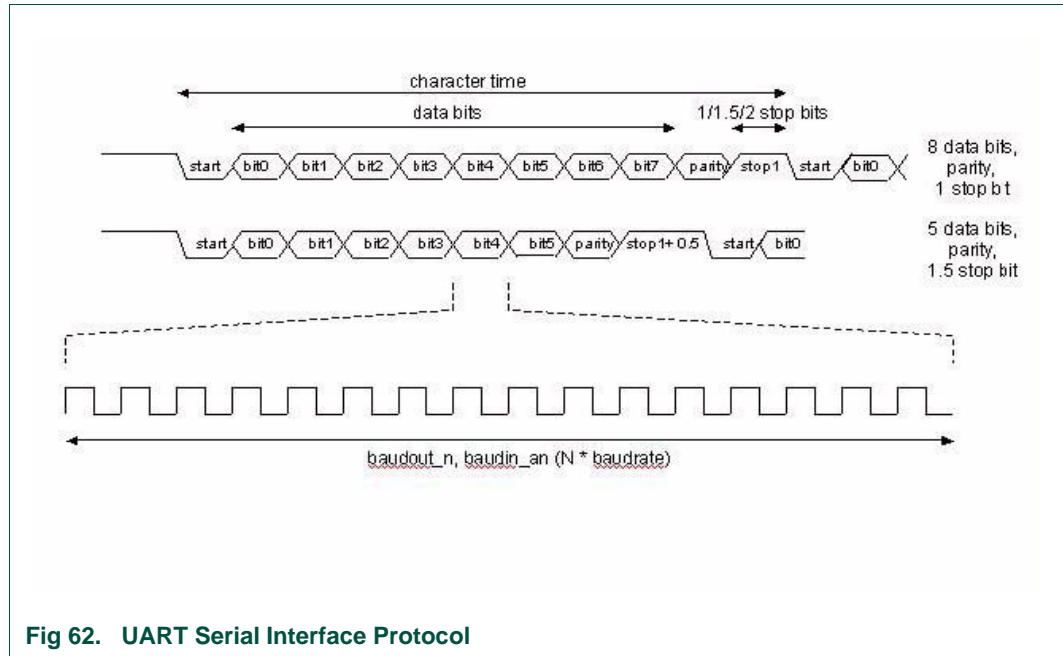 character time
data bits
1/1.5/2 stop bits
start bit0 bit1 bit2 bit3 bit4 bit5 bit6 bit7 parity stop1 start bit0
8 data bits,
parity,
1 stop b t
start bit0 bit1 bit2 bit3 bit4 bit5 parity stop1+ 0.5 start bit0
5 data bits,
parity,
1.5 stop bit
baudout_n, baudin_an (N * baudrate)
Fig 62. UART Serial Interface Protocol